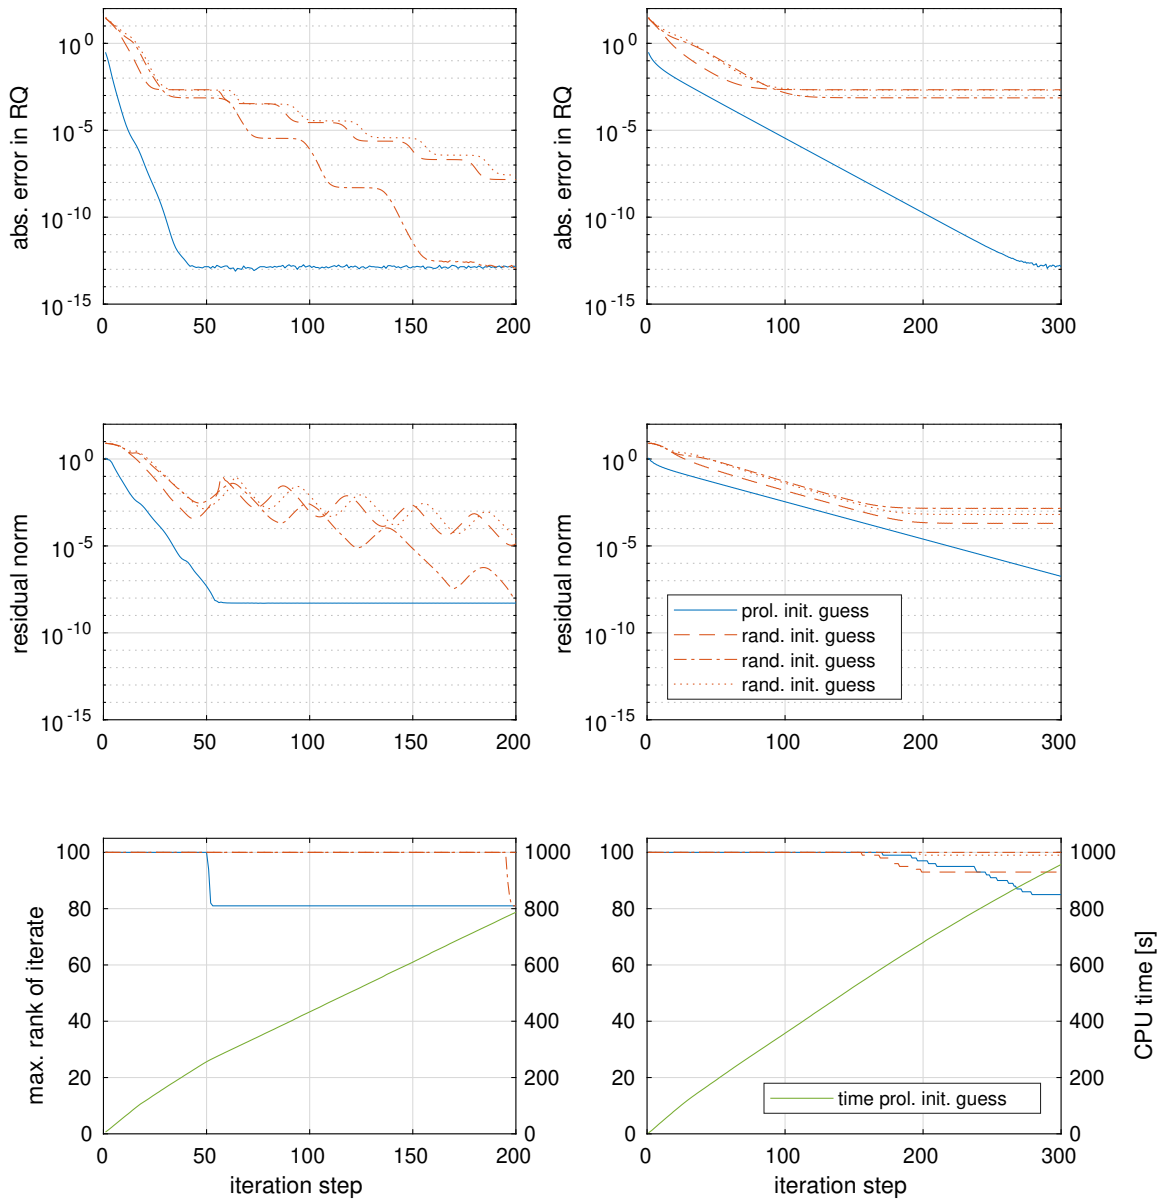 10^0
10^-5
10^-10
10^-15
abs. error in RQ
0 50 100 150 200
10^0
10^-5
10^-10
10^-15
abs. error in RQ
0 100 200 300
10^0
10^-5
10^-10
10^-15
residual norm
0 50 100 150 200
10^0
10^-5
10^-10
10^-15
residual norm
prol. init. guess
rand. init. guess
rand. init. guess
rand. init. guess
0 100 200 300
100
80
60
40
20
0
max. rank of iterate
1000
800
600
400
200
0
0 50 100 150 200
iteration step
100
80
60
40
20
0
1000
800
600
400
200
0
CPU time [s]
time prol. init. guess
0 100 200 300
iteration step